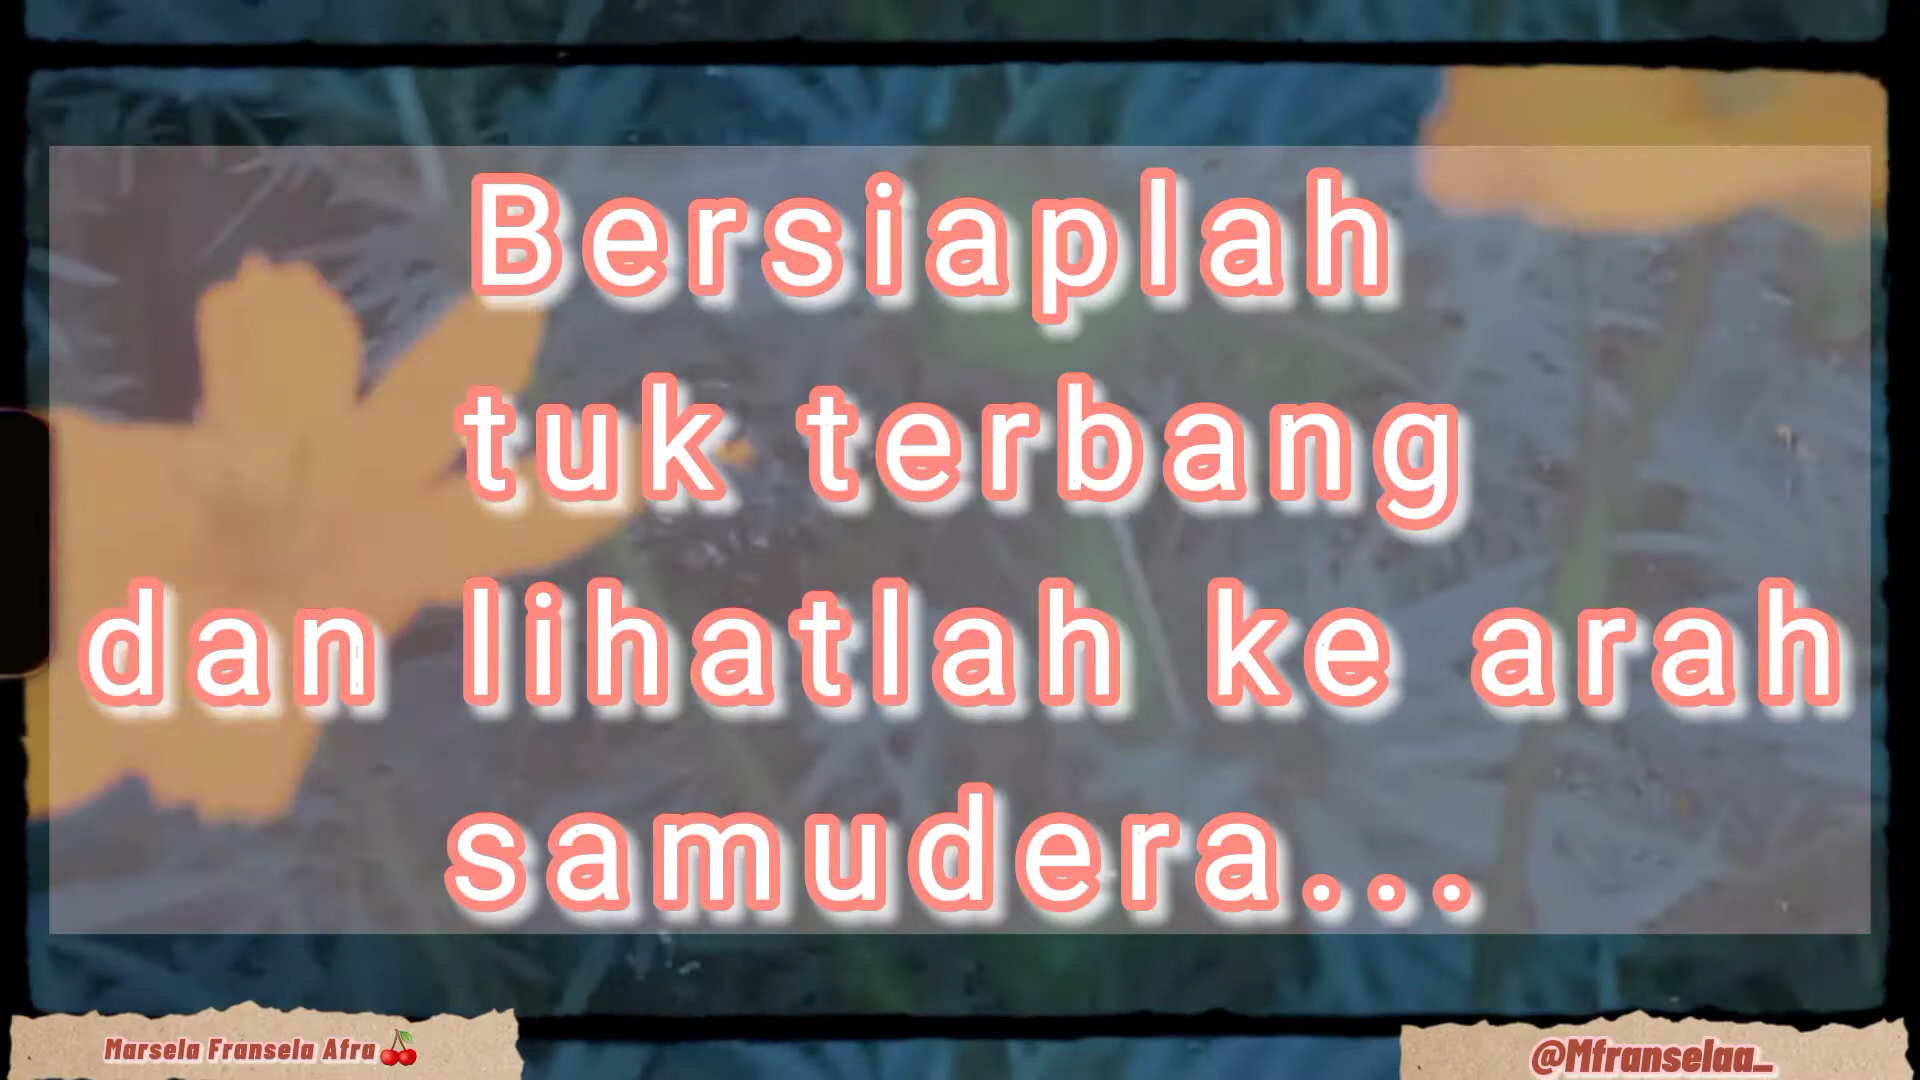 Bersiaplah
tuk terbang
dan lihatlah ke arah
samudera...
Marsela Fransela Afra🍒
@Mfranselaa_